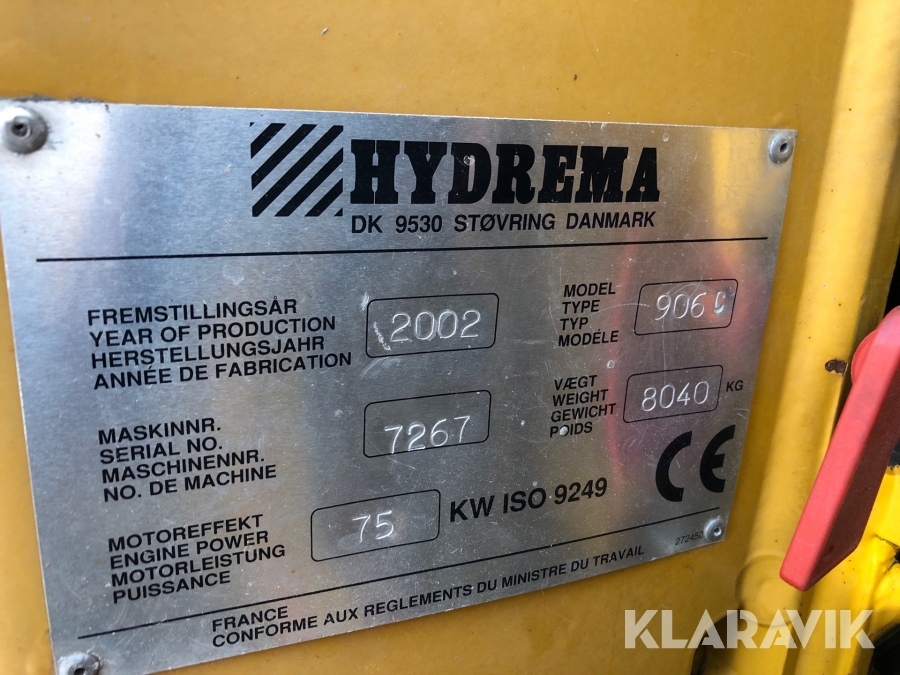 HYDREMA
DK 9530 STØVRING DANMARK
FREMSTILLINGSÅR
YEAR OF PRODUCTION
HERSTELLUNGSJAHR
ANNÉE DE FABRICATION
2002
MODEL
TYPE
TYP
MODÉLE
906 C
MASKINNR.
SERIAL NO.
MASCHINENNR.
NO. DE MACHINE
7267
VÆGT
WEIGHT
GEWICHT
POIDS
8040 KG
MOTOREFFEKT
ENGINE POWER
MOTORLEISTUNG
PUISSANCE
75 KW ISO 9249
CE
FRANCE
CONFORME AUX REGLEMENTS DU MINISTRE DU TRAVAIL
KLARAVIK